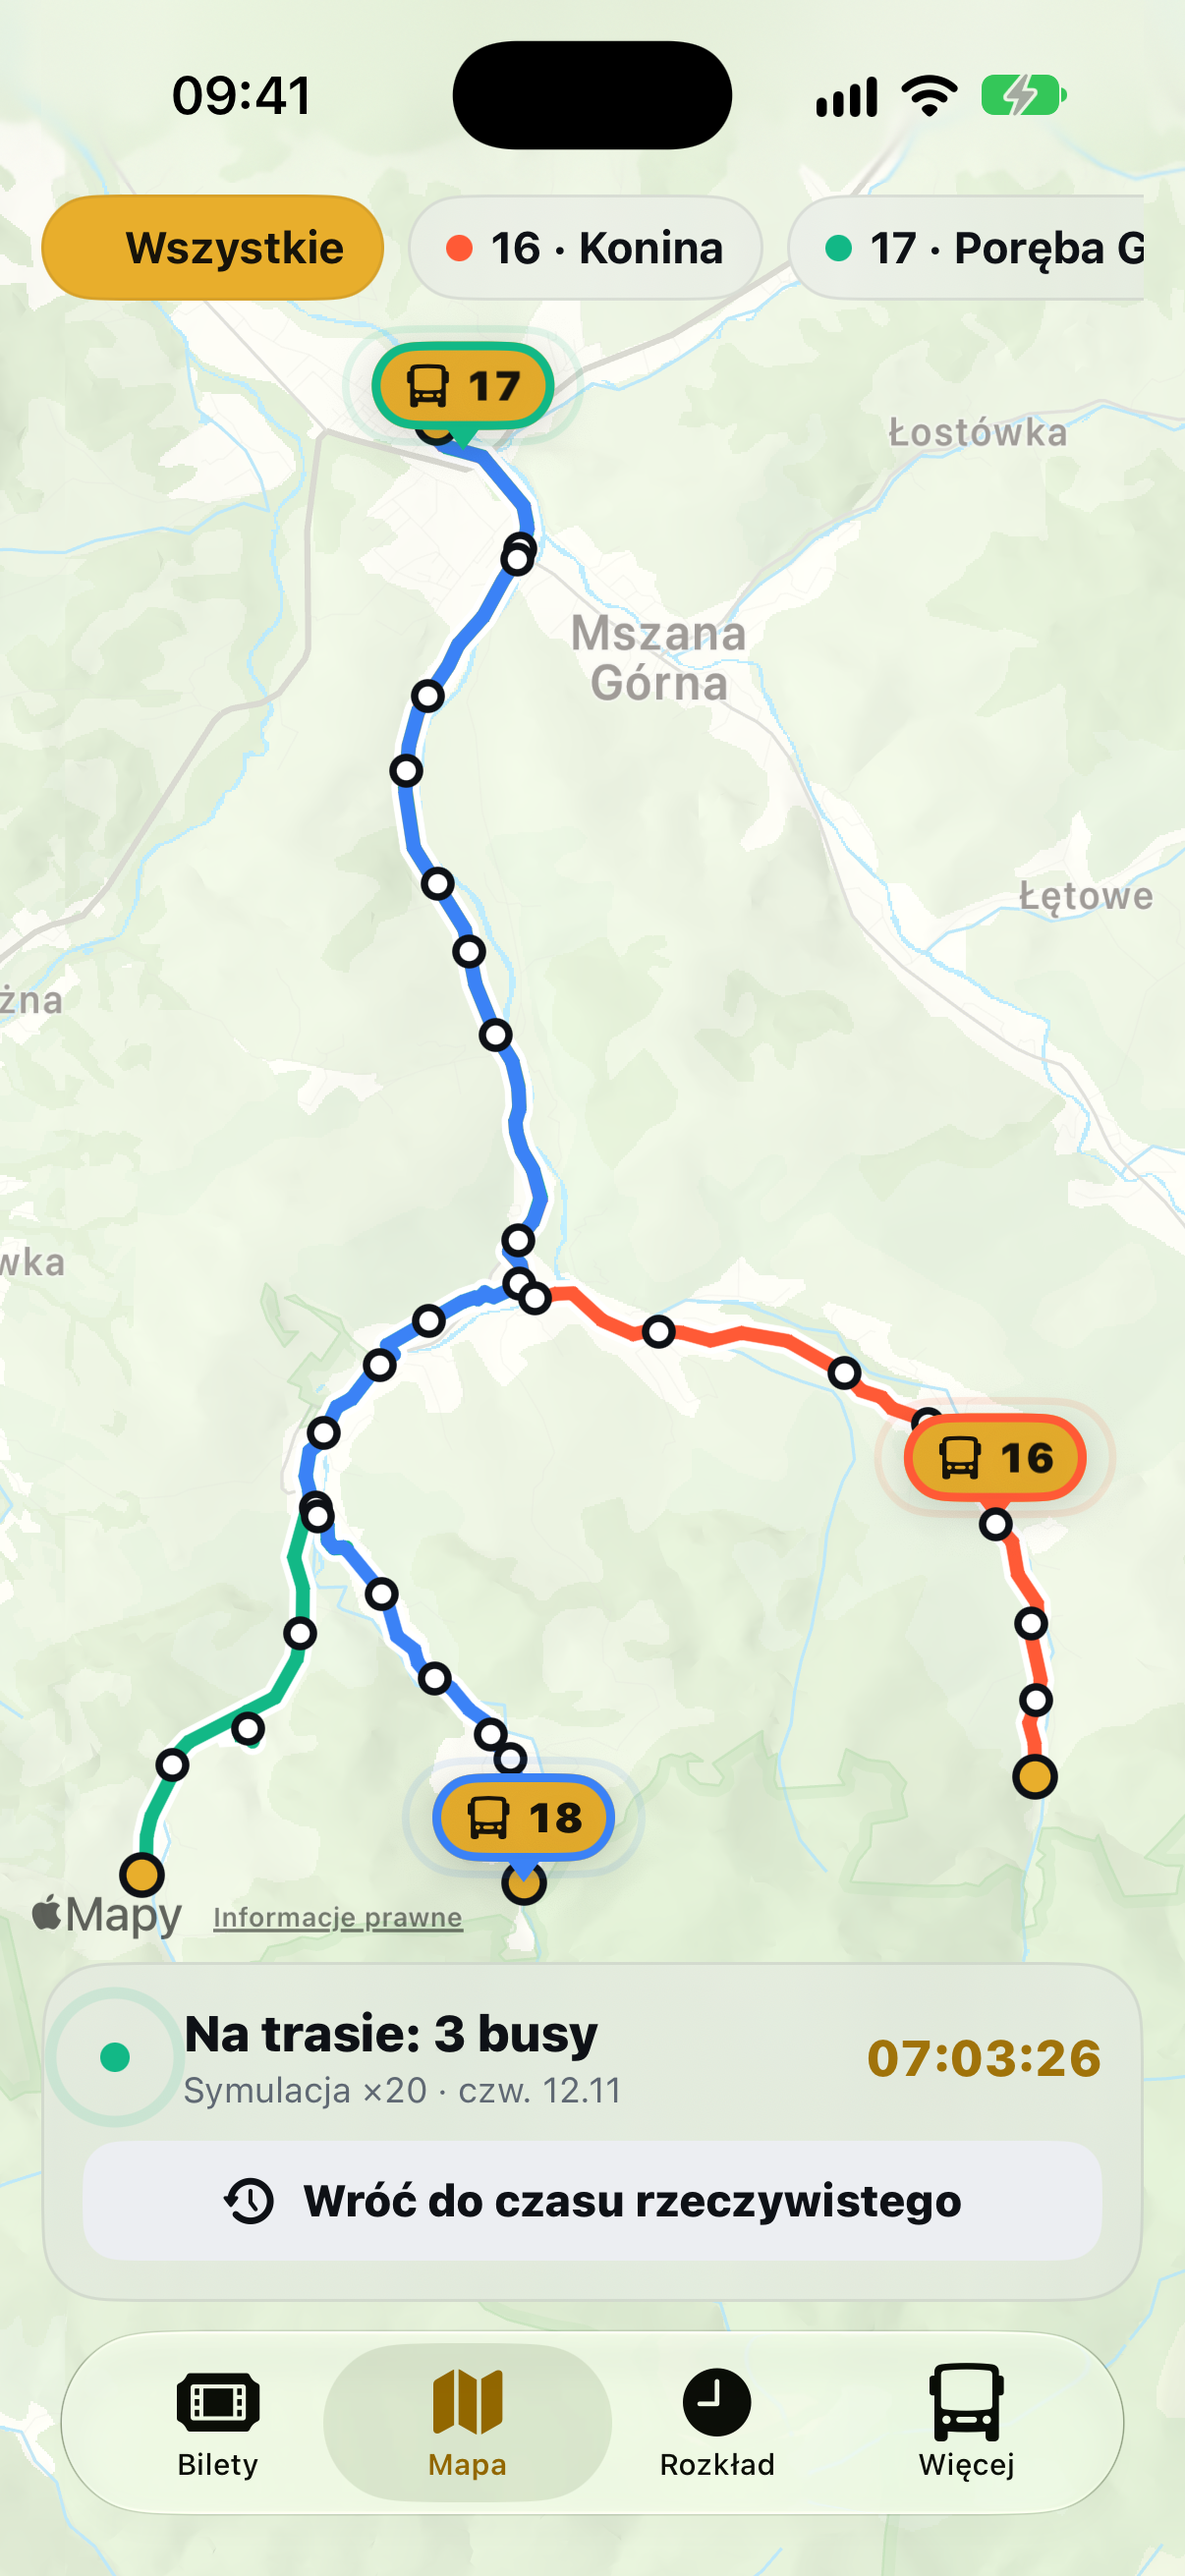 09:41
Wszystkie
16 · Konina
17 · Poręba G
17
Łostówka
Mszana
Górna
Łętowe
żna
wka
16
18
Mapy
Informacje prawne
Na trasie: 3 busy
07:03:26
Symulacja ×20 · czw. 12.11
Wróć do czasu rzeczywistego
Bilety
Mapa
Rozkład
Więcej